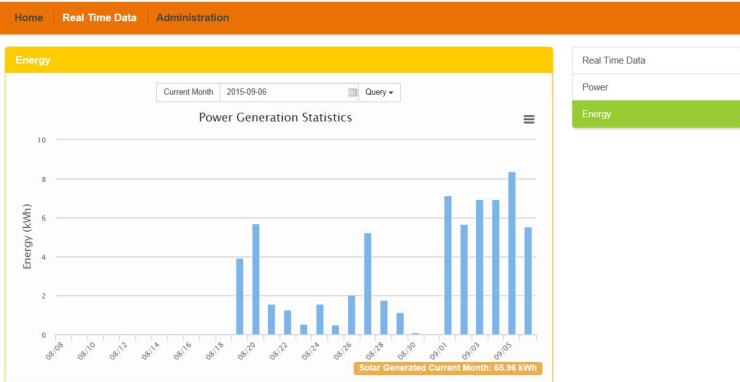 Home Real Time Data Administration
Energy
Current Month 2015-09-06 Query
Power Generation Statistics
Energy (kWh)
10
8
6
4
2
0
08/08 08/10 08/12 08/14 08/16 08/18 08/20 08/22 08/24 08/26 08/28 08/30 09/01 09/03 09/05
Solar Generated Current Month: 65.96 kWh
Real Time Data
Power
Energy